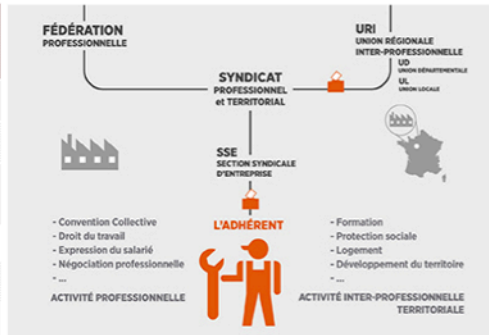 FÉDÉRATION
PROFESSIONNELLE
URI
UNION RÉGIONALE
INTER-PROFESSIONNELLE
UD
UNION DÉPARTEMENTALE
UL
UNION LOCALE
SYNDICAT
PROFESSIONNEL
et TERRITORIAL
SSE
SECTION SYNDICALE
D'ENTREPRISE
L'ADHÉRENT
- Convention Collective
- Droit du travail
- Expression du salarié
- Négociation professionnelle
- ...
ACTIVITÉ PROFESSIONNELLE
- Formation
- Protection sociale
- Logement
- Développement du territoire
- ...
ACTIVITÉ INTER-PROFESSIONNELLE
TERRITORIALE